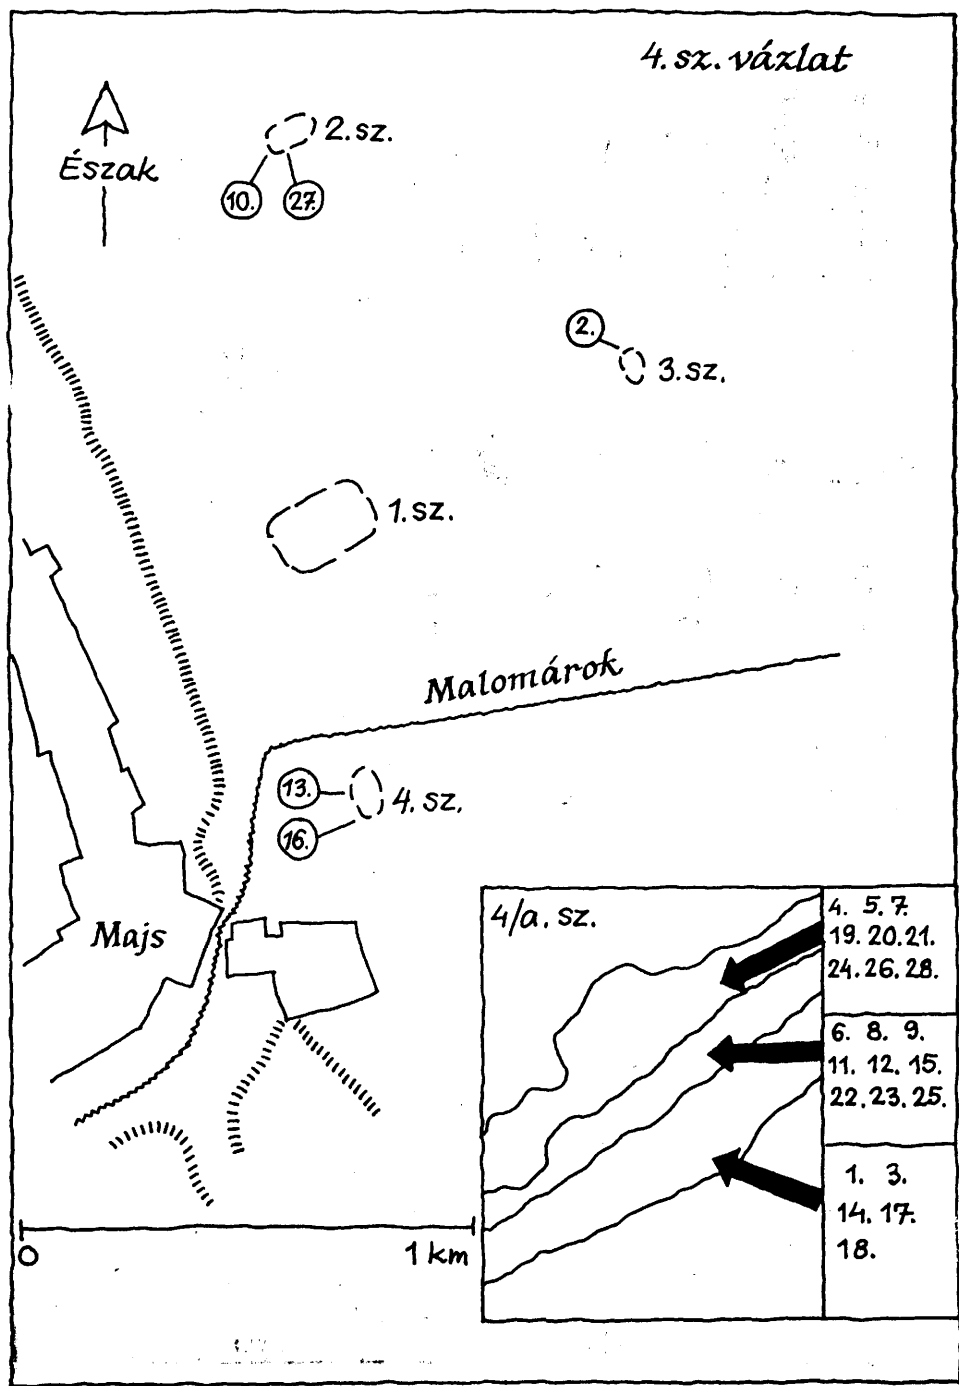 4. sz. vázlat
Észak
2. sz.
10.
27.
2.
3. sz.
1. sz.
Malomárok
13.
4. sz.
16.
Majs
4/a. sz.
4. 5. 7.
19. 20. 21.
24. 26. 28.
6. 8. 9.
11. 12. 15.
22. 23. 25.
1. 3.
14. 17.
18.
0
1 km